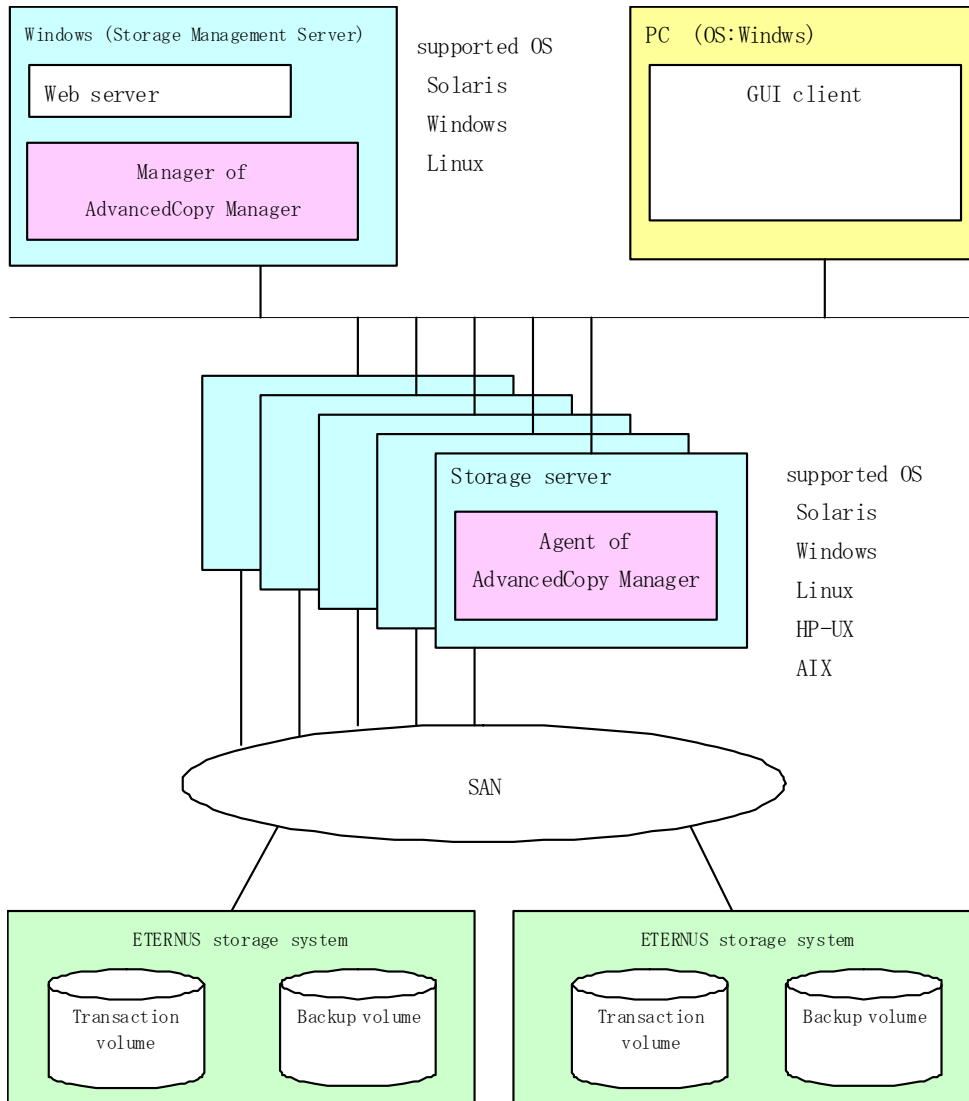 Windows (Storage Management Server)
Web server
Manager of
AdvancedCopy Manager
supported OS
Solaris
Windows
Linux
PC (OS:Windws)
GUI client
Storage server
Agent of
AdvancedCopy Manager
supported OS
Solaris
Windows
Linux
HP-UX
AIX
SAN
ETERNUS storage system
Transaction
volume
Backup volume
ETERNUS storage system
Transaction
volume
Backup volume